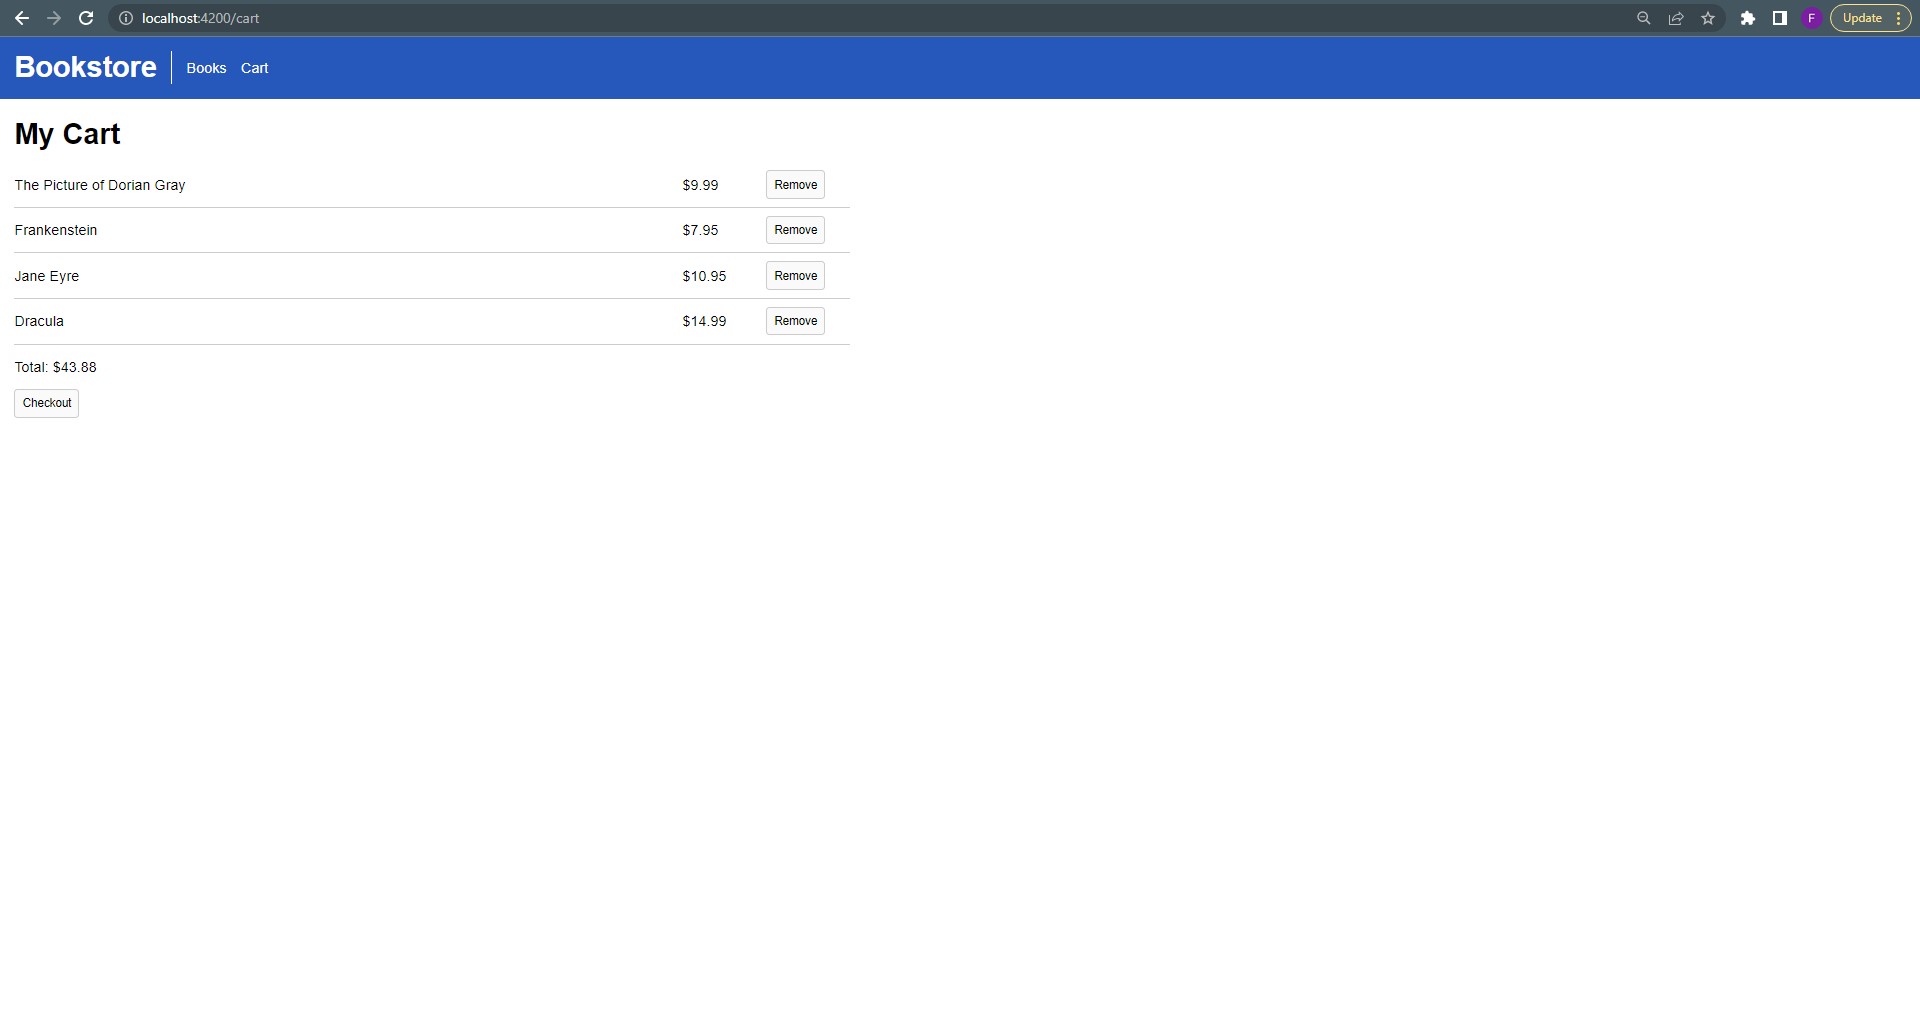 localhost:4200/cart
F
Update
Bookstore Books Cart
My Cart
The Picture of Dorian Gray $9.99 Remove
Frankenstein $7.95 Remove
Jane Eyre $10.95 Remove
Dracula $14.99 Remove
Total: $43.88
Checkout